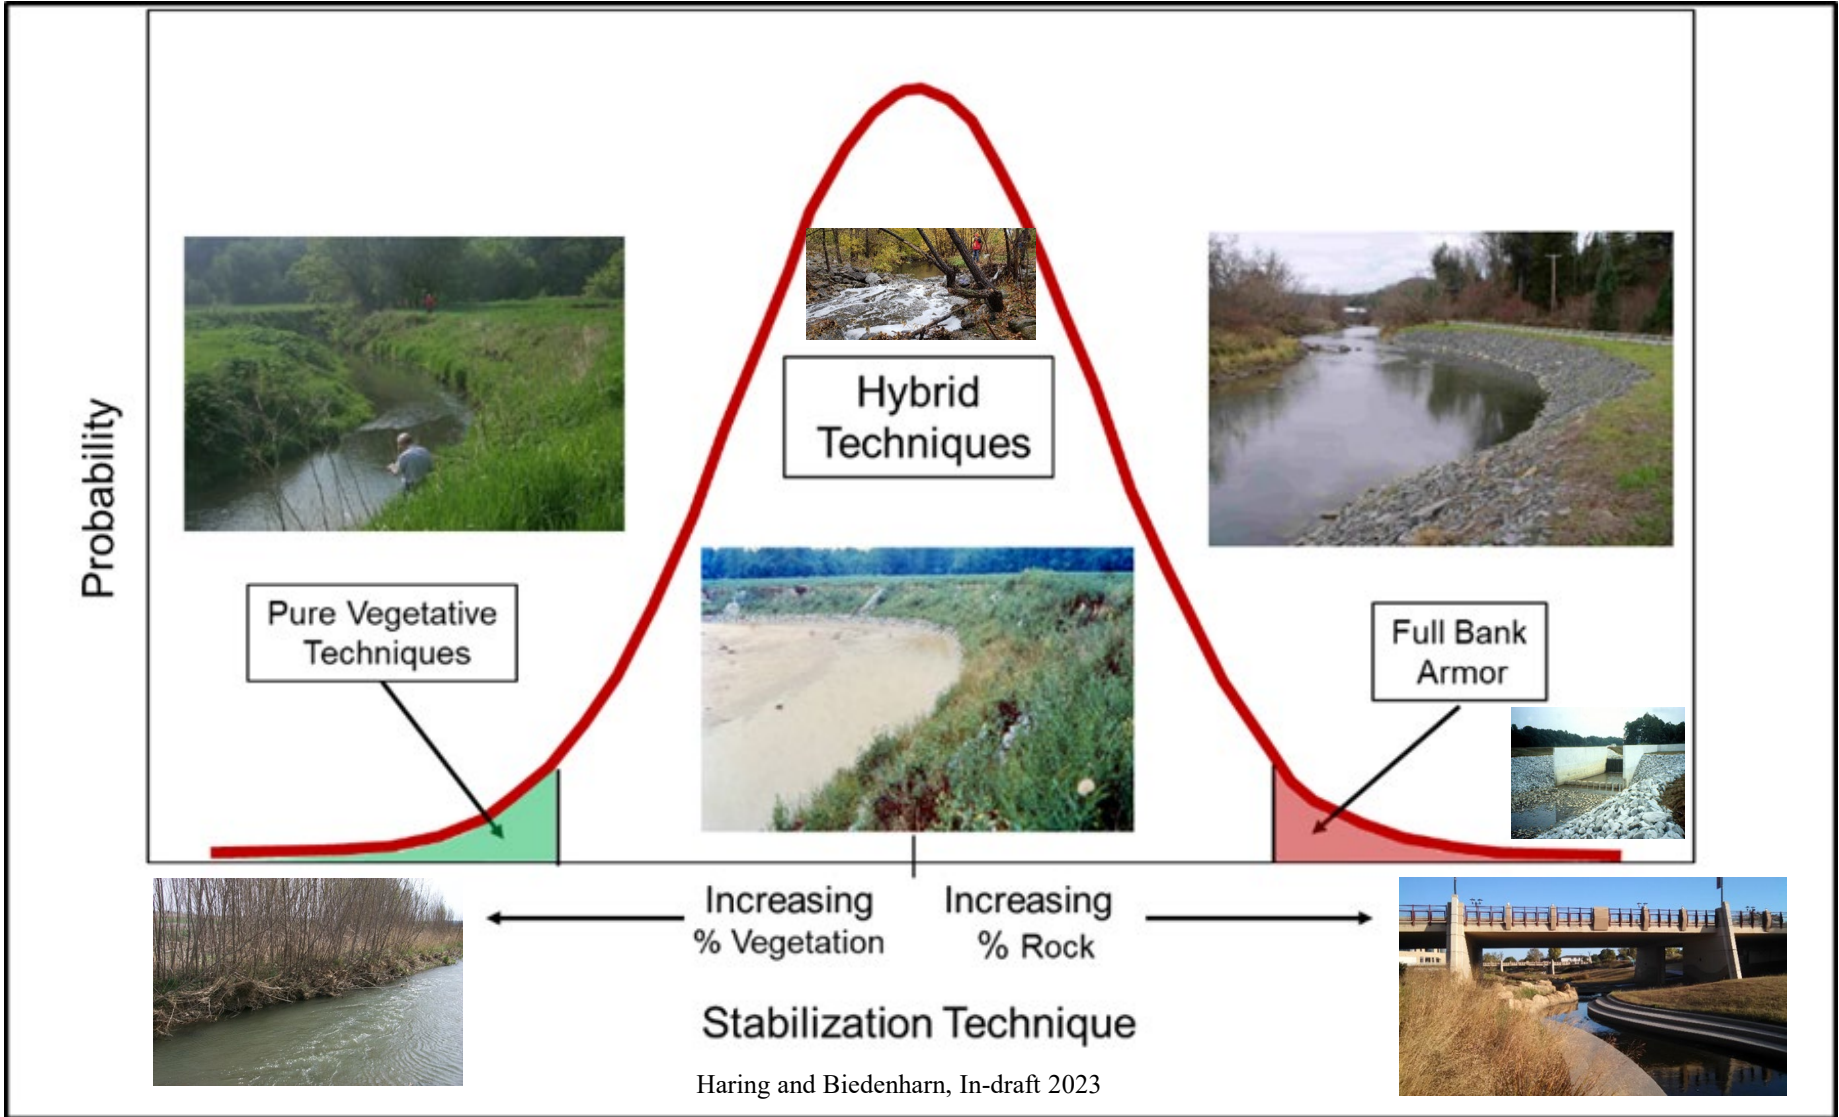 Probability
Hybrid
Techniques
Pure Vegetative
Techniques
Full Bank
Armor
Increasing
% Vegetation
Increasing
% Rock
Stabilization Technique
Haring and Biedenharn, In-draft 2023